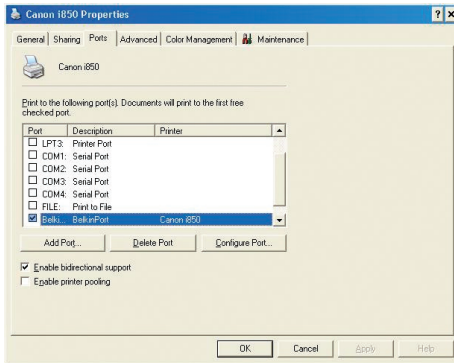 Canon i850 Properties
General Sharing Ports Advanced Color Management Maintenance
Canon i850
Print to the following port(s). Documents will print to the first free
checked port.
Port Description Printer
LPT3: Printer Port
COM1: Serial Port
COM2: Serial Port
COM3: Serial Port
COM4: Serial Port
FILE: Print to File
Belki... BelkinPort Canon i850
Add Port... Delete Port Configure Port...
Enable bidirectional support
Enable printer pooling
OK Cancel Apply Help